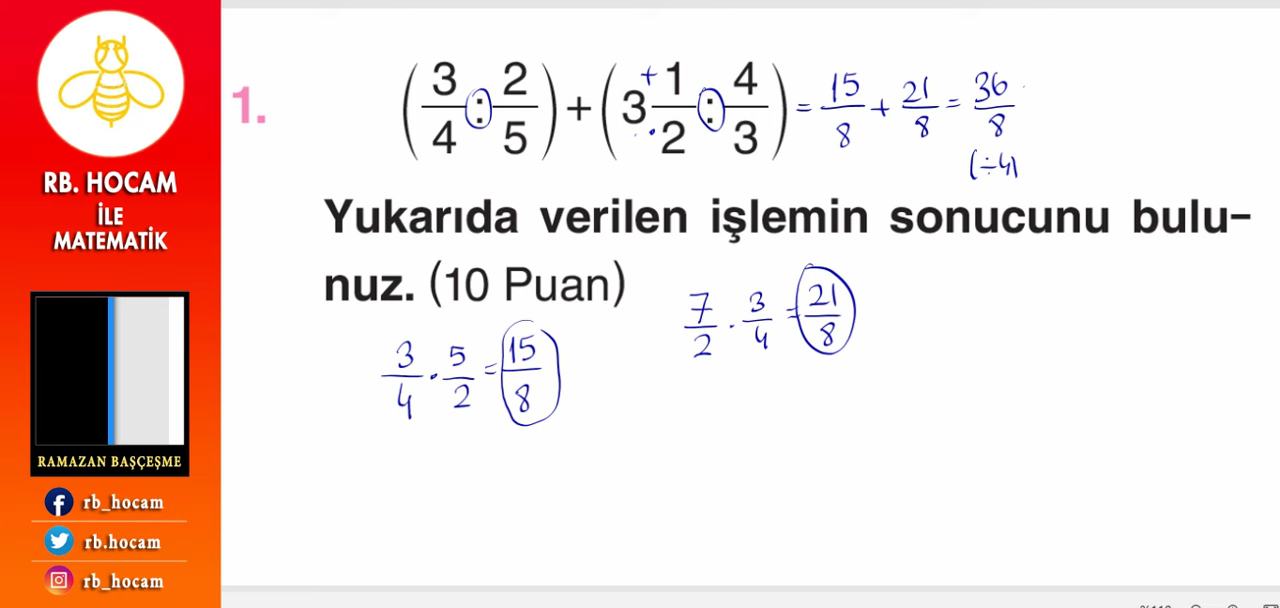 RB. HOCAM
İLE
MATEMATİK
RAMAZAN BAŞÇEŞME
rb_hocam
rb.hocam
rb_hocam
1. (3/4 : 2/5) + (3 1/2 : 4/3) = 15/8 + 21/8 = 36/8
(÷4)
Yukarıda verilen işlemin sonucunu bulu-
nuz. (10 Puan)
7/2 . 3/4 = 21/8
3/4 . 5/2 = 15/8